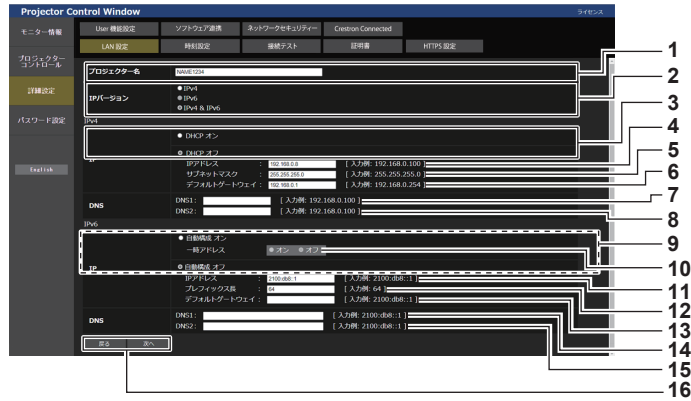 Projector Control Window ライセンス
モニター情報
プロジェクター
コントロール
詳細設定
パスワード設定
English
User 機能設定 ソフトウェア連携 ネットワークセキュリティー Crestron Connected
LAN 設定 時刻設定 接続テスト 証明書 HTTPS 設定
プロジェクター名 NAME1234
IPバージョン
IPv4
IPv6
IPv4 & IPv6
IPv4
IP
DHCP オン
DHCP オフ
IPアドレス : 192.168.0.8 [ 入力例: 192.168.0.100 ]
サブネットマスク : 255.255.255.0 [ 入力例: 255.255.255.0 ]
デフォルトゲートウェイ : 192.168.0.1 [ 入力例: 192.168.0.254 ]
DNS
DNS1: [ 入力例: 192.168.0.100 ]
DNS2: [ 入力例: 192.168.0.100 ]
IPv6
IP
自動構成 オン
一時アドレス オン オフ
自動構成 オフ
IPアドレス : 2100:db8::1 [ 入力例: 2100:db8::1 ]
プレフィックス長 : 64 [ 入力例: 64 ]
デフォルトゲートウェイ : [ 入力例: 2100:db8::1 ]
DNS
DNS1: [ 入力例: 2100:db8::1 ]
DNS2: [ 入力例: 2100:db8::1 ]
戻る 次へ
1
2
3
4
5
6
7
8
9
10
11
12
13
14
15
16